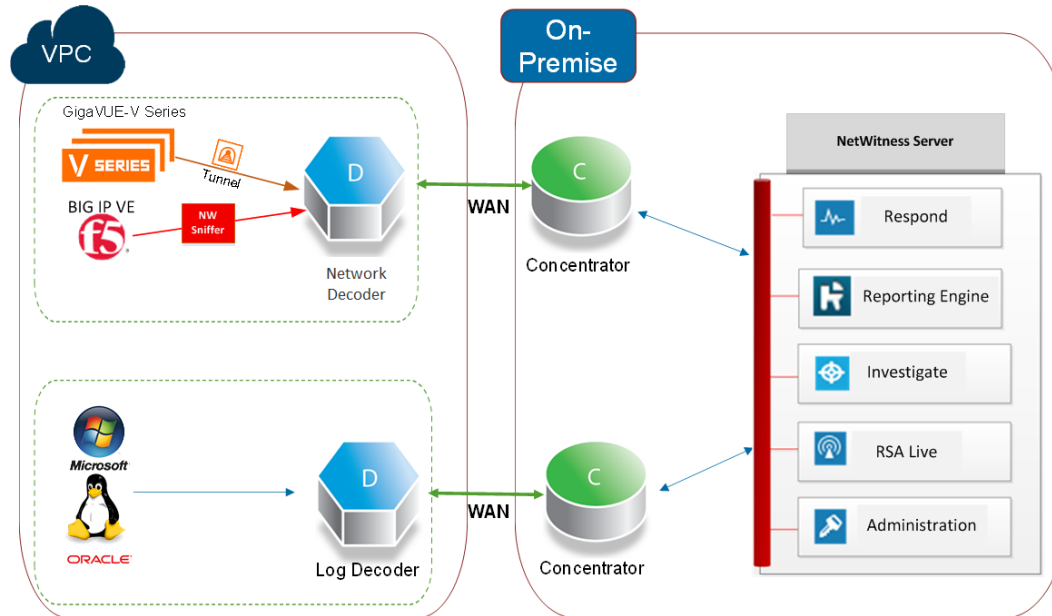 VPC
On-
Premise
GigaVUE-V Series
V SERIES
Tunnel
BIG IP VE
f5
NW
Sniffer
D
Network
Decoder
WAN
C
Concentrator
NetWitness Server
Respond
Reporting Engine
Investigate
RSA Live
Administration
Microsoft
ORACLE
D
Log Decoder
WAN
C
Concentrator